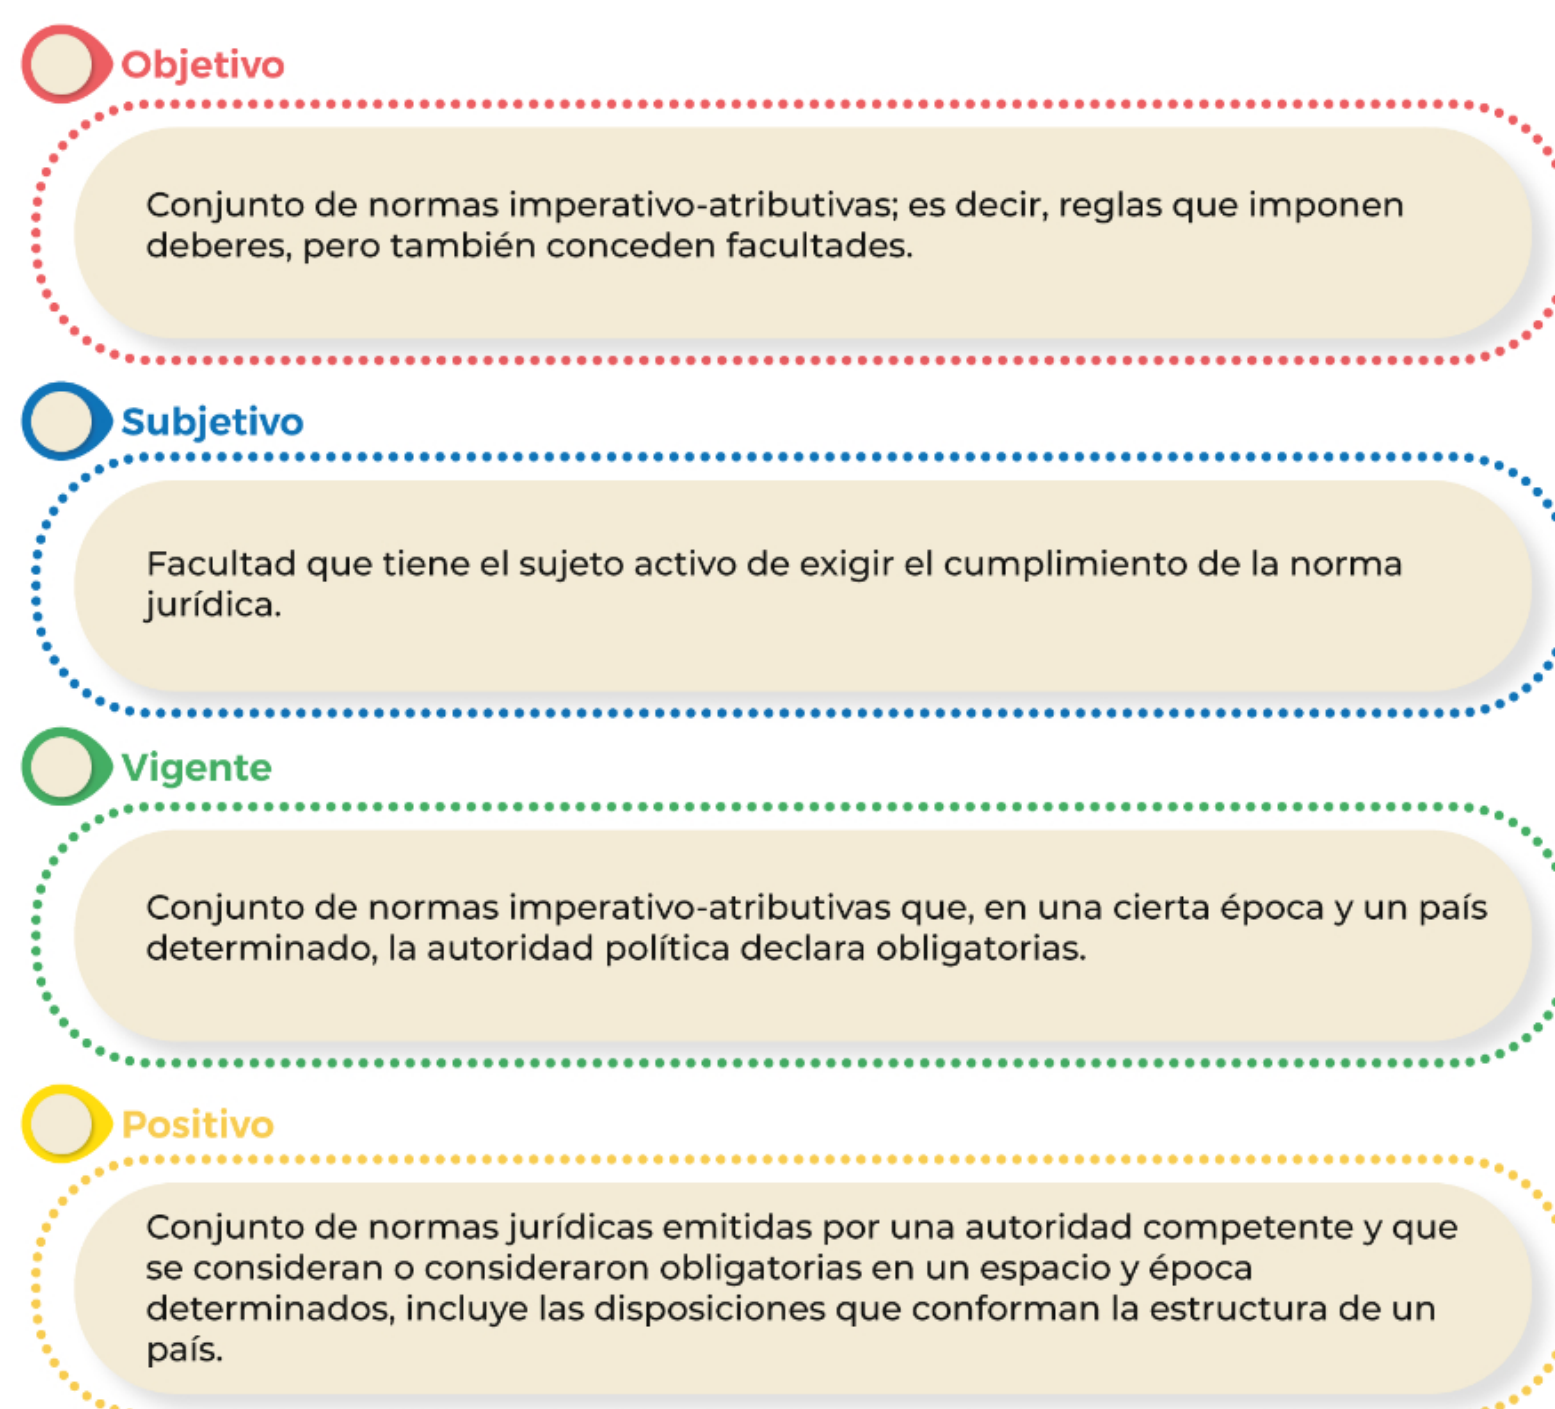 Objetivo
Conjunto de normas imperativo-atributivas; es decir, reglas que imponen
deberes, pero también conceden facultades.
Subjetivo
Facultad que tiene el sujeto activo de exigir el cumplimiento de la norma
jurídica.
Vigente
Conjunto de normas imperativo-atributivas que, en una cierta época y un país
determinado, la autoridad política declara obligatorias.
Positivo
Conjunto de normas jurídicas emitidas por una autoridad competente y que
se consideran o consideraron obligatorias en un espacio y época
determinados, incluye las disposiciones que conforman la estructura de un
país.